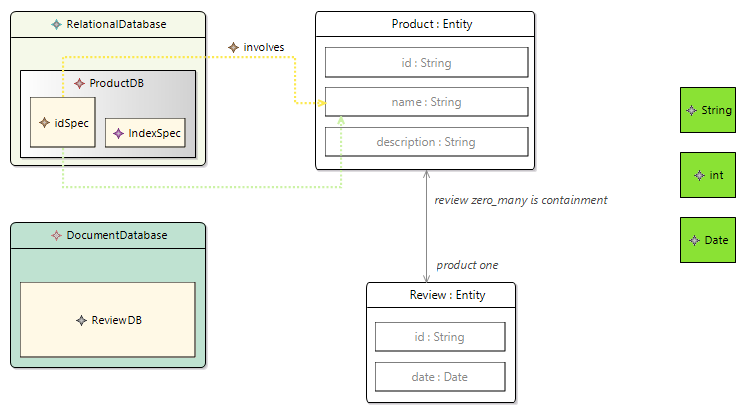 RelationalDatabase
ProductDB
idSpec
IndexSpec
involves
Product : Entity
id : String
name : String
description : String
review zero_many is containment
product one
Review : Entity
id : String
date : Date
DocumentDatabase
ReviewDB
String
int
Date